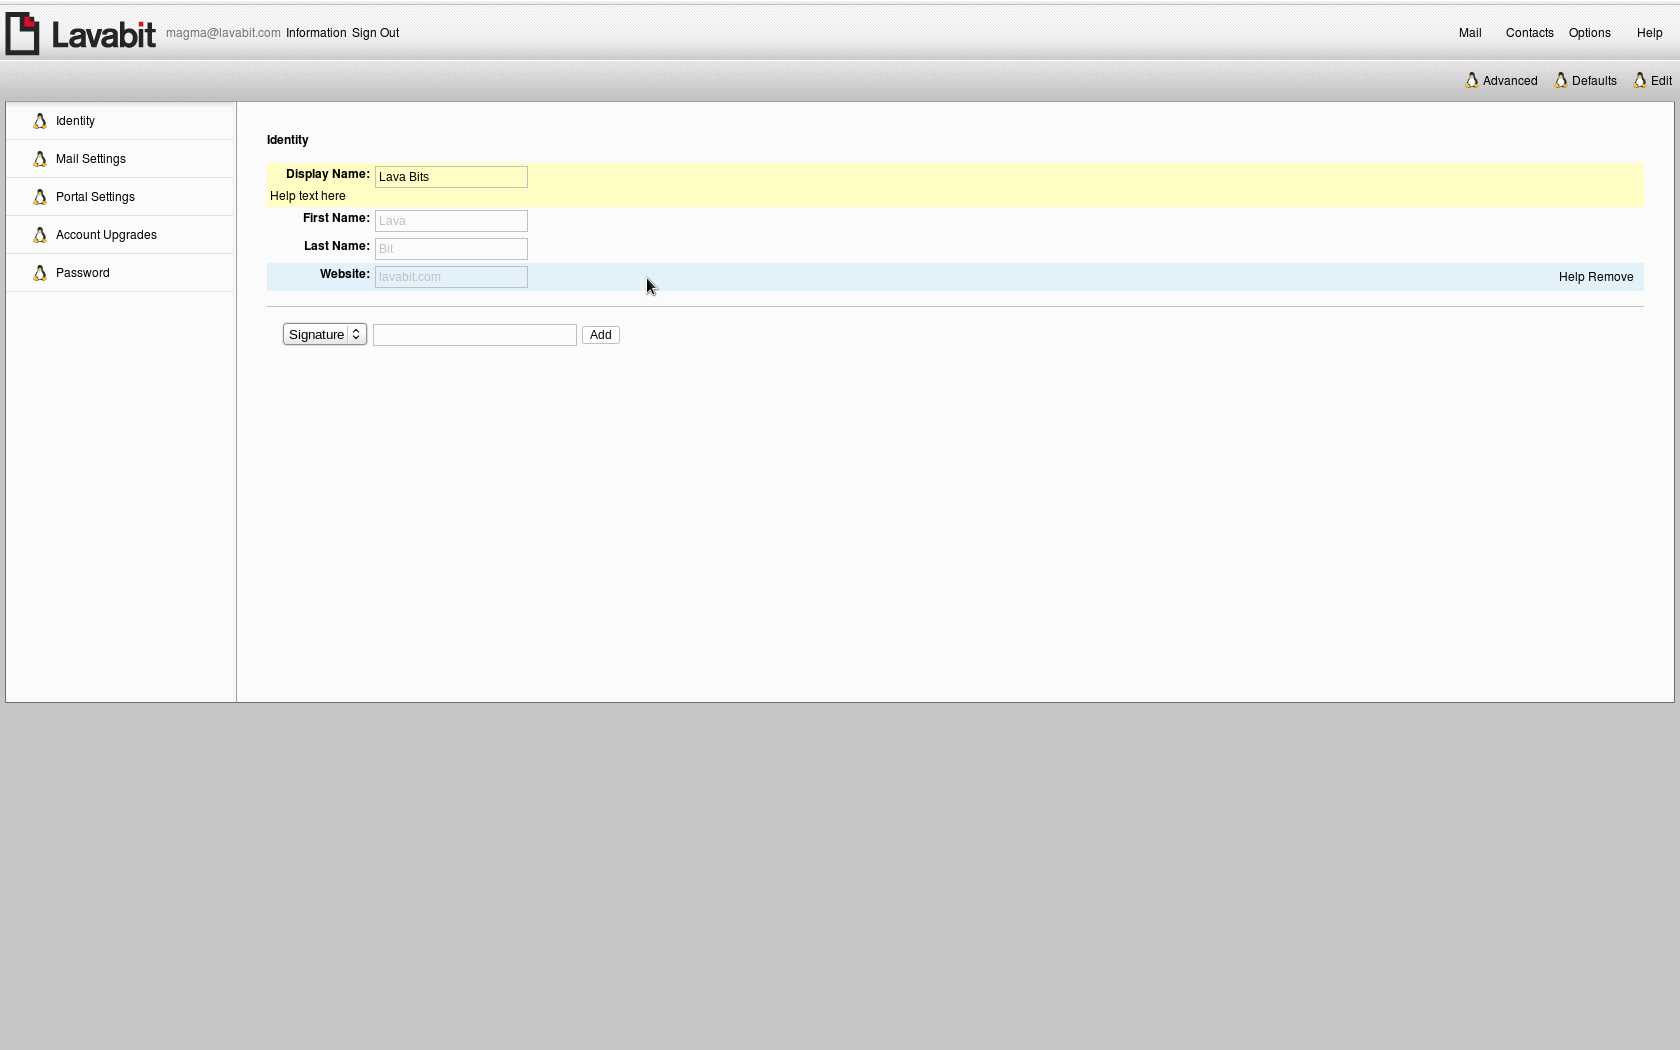 Lavabit magma@lavabit.com Information Sign Out Mail Contacts Options Help
Advanced Defaults Edit
Identity
Mail Settings
Portal Settings
Account Upgrades
Password
Identity
Display Name: Lava Bits
Help text here
First Name: Lava
Last Name: Bit
Website: lavabit.com Help Remove
Signature Add